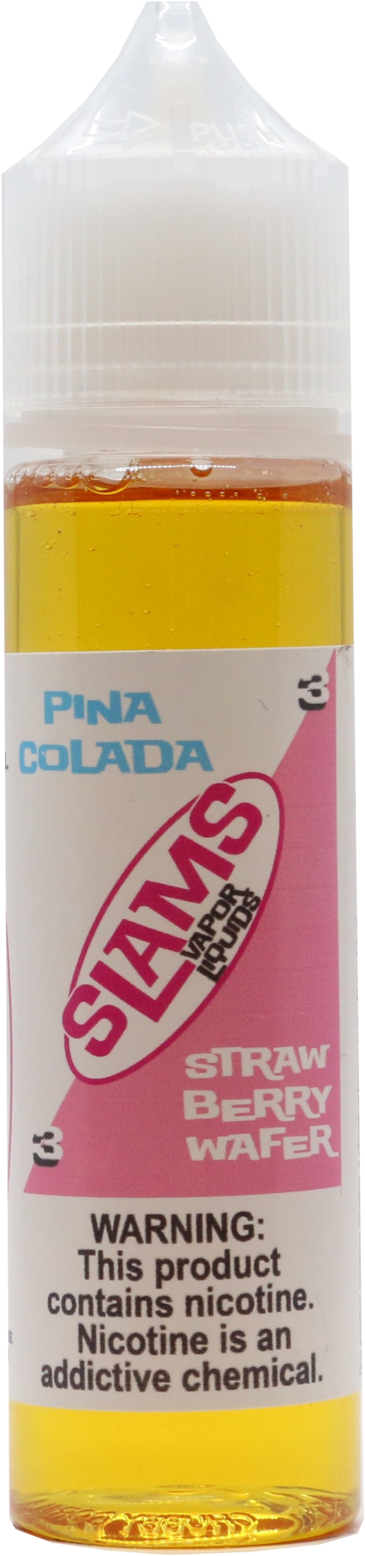 PUSH
PINA
COLADA
3
SLAMS
VAPOR
LIQUIDS
STRAW
BERRY
WAFER
3
WARNING:
This product
contains nicotine.
Nicotine is an
addictive chemical.